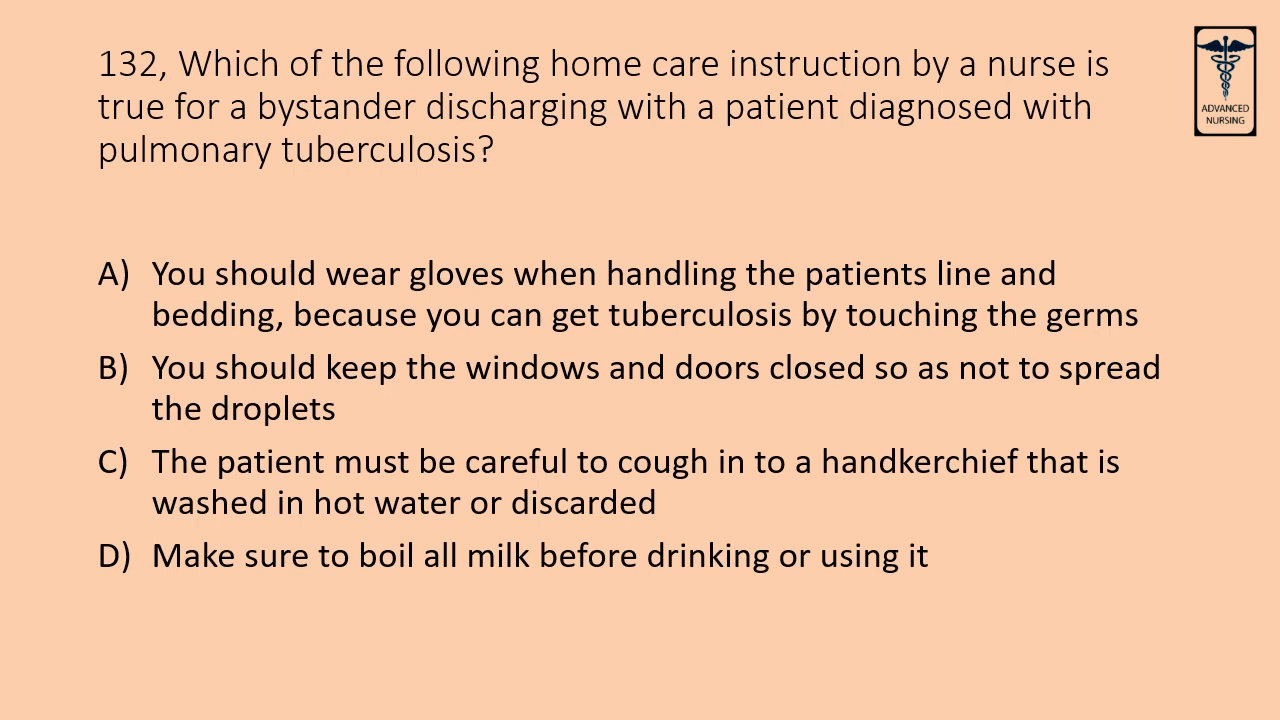 132, Which of the following home care instruction by a nurse is
true for a bystander discharging with a patient diagnosed with
pulmonary tuberculosis?
ADVANCED
NURSING
A) You should wear gloves when handling the patients line and
bedding, because you can get tuberculosis by touching the germs
B) You should keep the windows and doors closed so as not to spread
the droplets
C) The patient must be careful to cough in to a handkerchief that is
washed in hot water or discarded
D) Make sure to boil all milk before drinking or using it